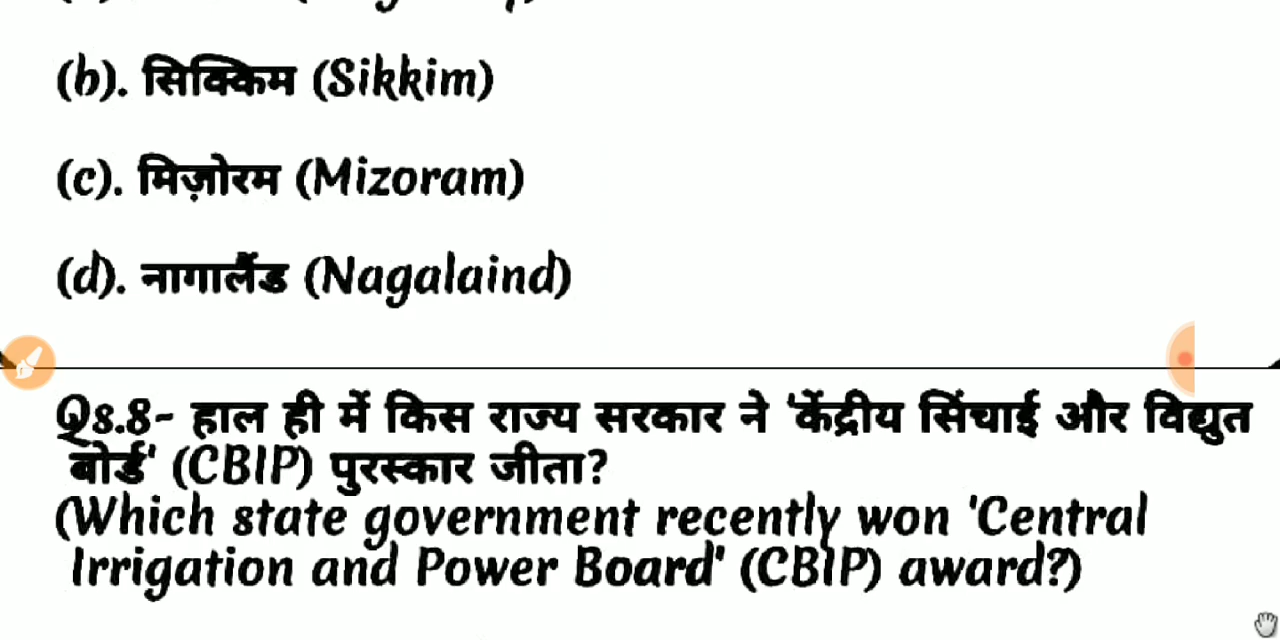 (b). सिक्किम (Sikkim)
(c). मिज़ोरम (Mizoram)
(d). नागालैंड (Nagalaind)
Qs.8- हाल ही में किस राज्य सरकार ने 'केंद्रीय सिंचाई और विद्युत
बोर्ड' (CBIP) पुरस्कार जीता?
(Which state government recently won 'Central
Irrigation and Power Board' (CBIP) award?)